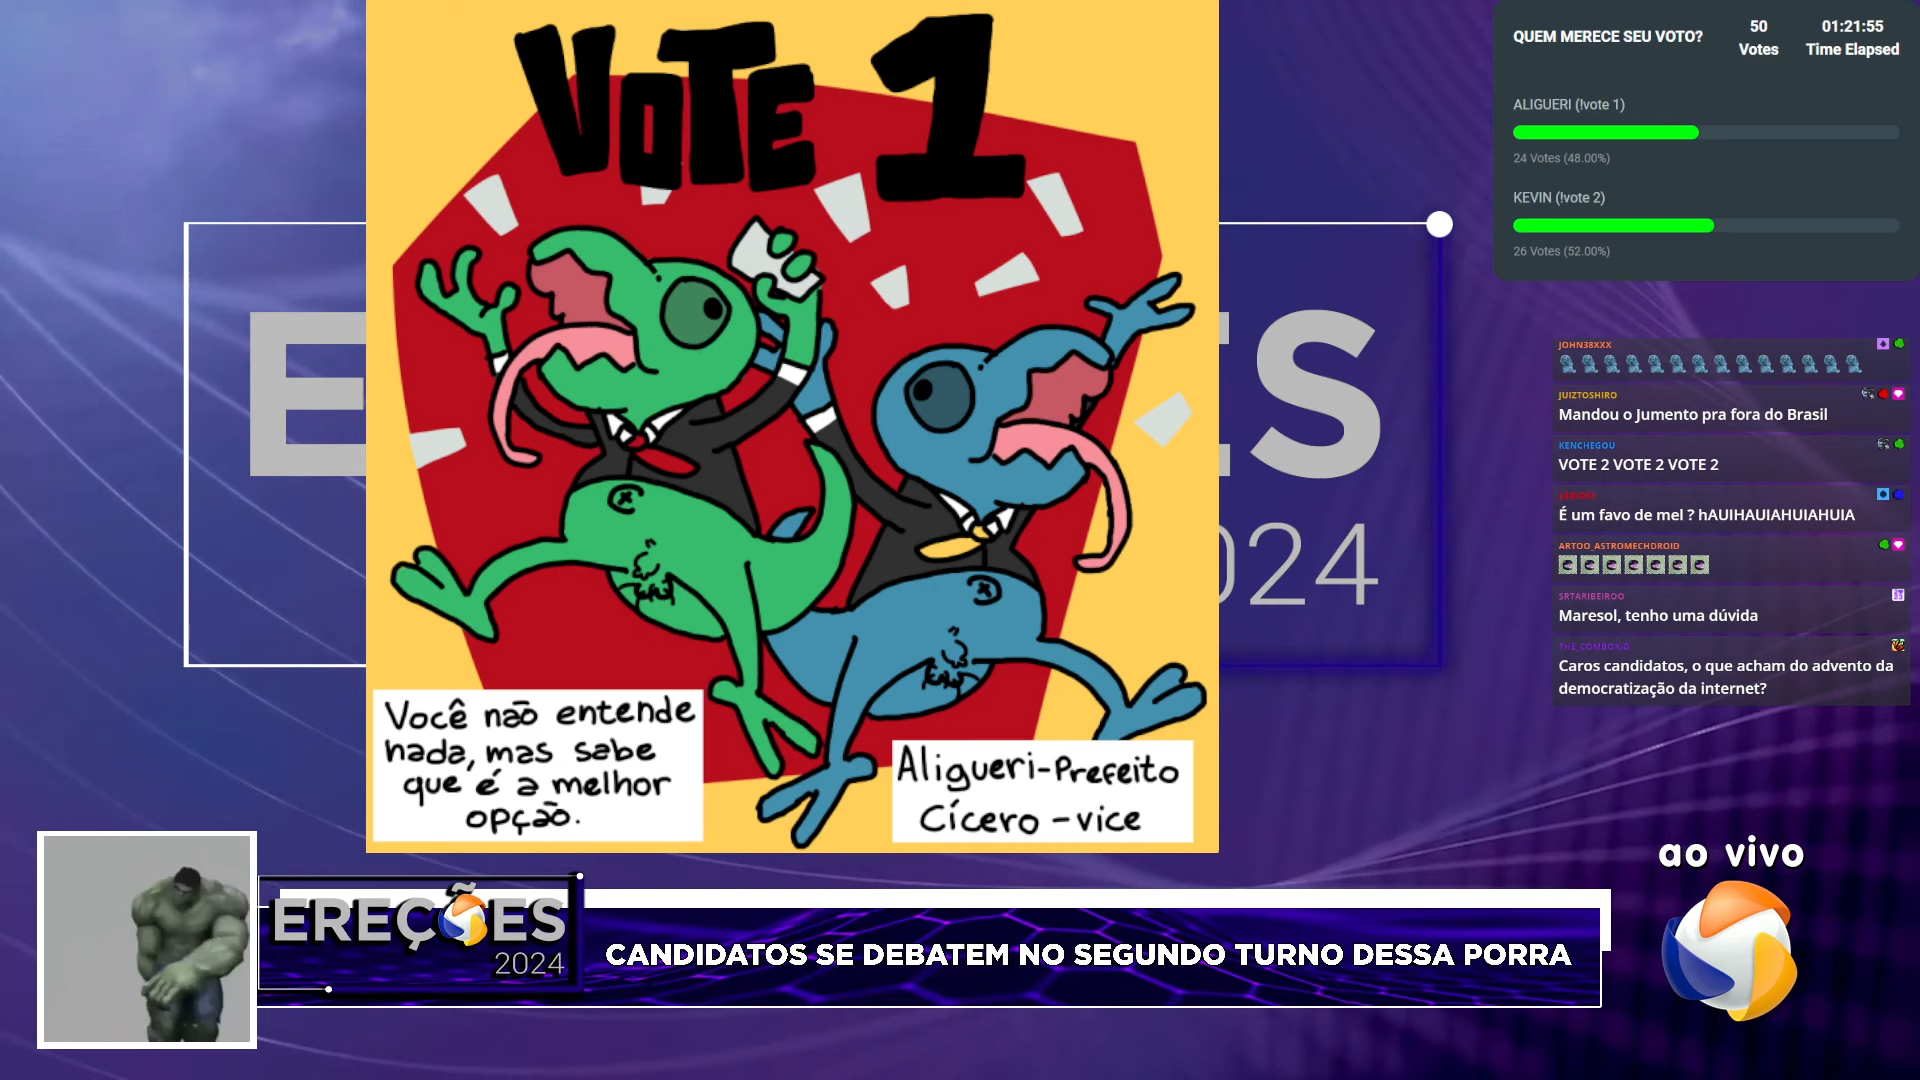 VOTE 1
Você não entende
nada, mas sabe
que é a melhor
opção.
Aligueri-Prefeito
Cícero-vice
E
ES
024
QUEM MERECE SEU VOTO?
50
Votes
01:21:55
Time Elapsed
ALIGUERI (!vote 1)
24 Votes (48.00%)
KEVIN (!vote 2)
26 Votes (52.00%)
JOHN38XXX
JUIZTOSHIRO
Mandou o Jumento pra fora do Brasil
KENCHEGOU
VOTE 2 VOTE 2 VOTE 2
É um favo de mel ? hAUIHAUIAHUIAHUIA
ARTOO_ASTROMECHDROID
SRTARIBEIROO
Maresol, tenho uma dúvida
THE_COMBOKID
Caros candidatos, o que acham do advento da
democratização da internet?
ao vivo
EREÇÕES
2024
CANDIDATOS SE DEBATEM NO SEGUNDO TURNO DESSA PORRA